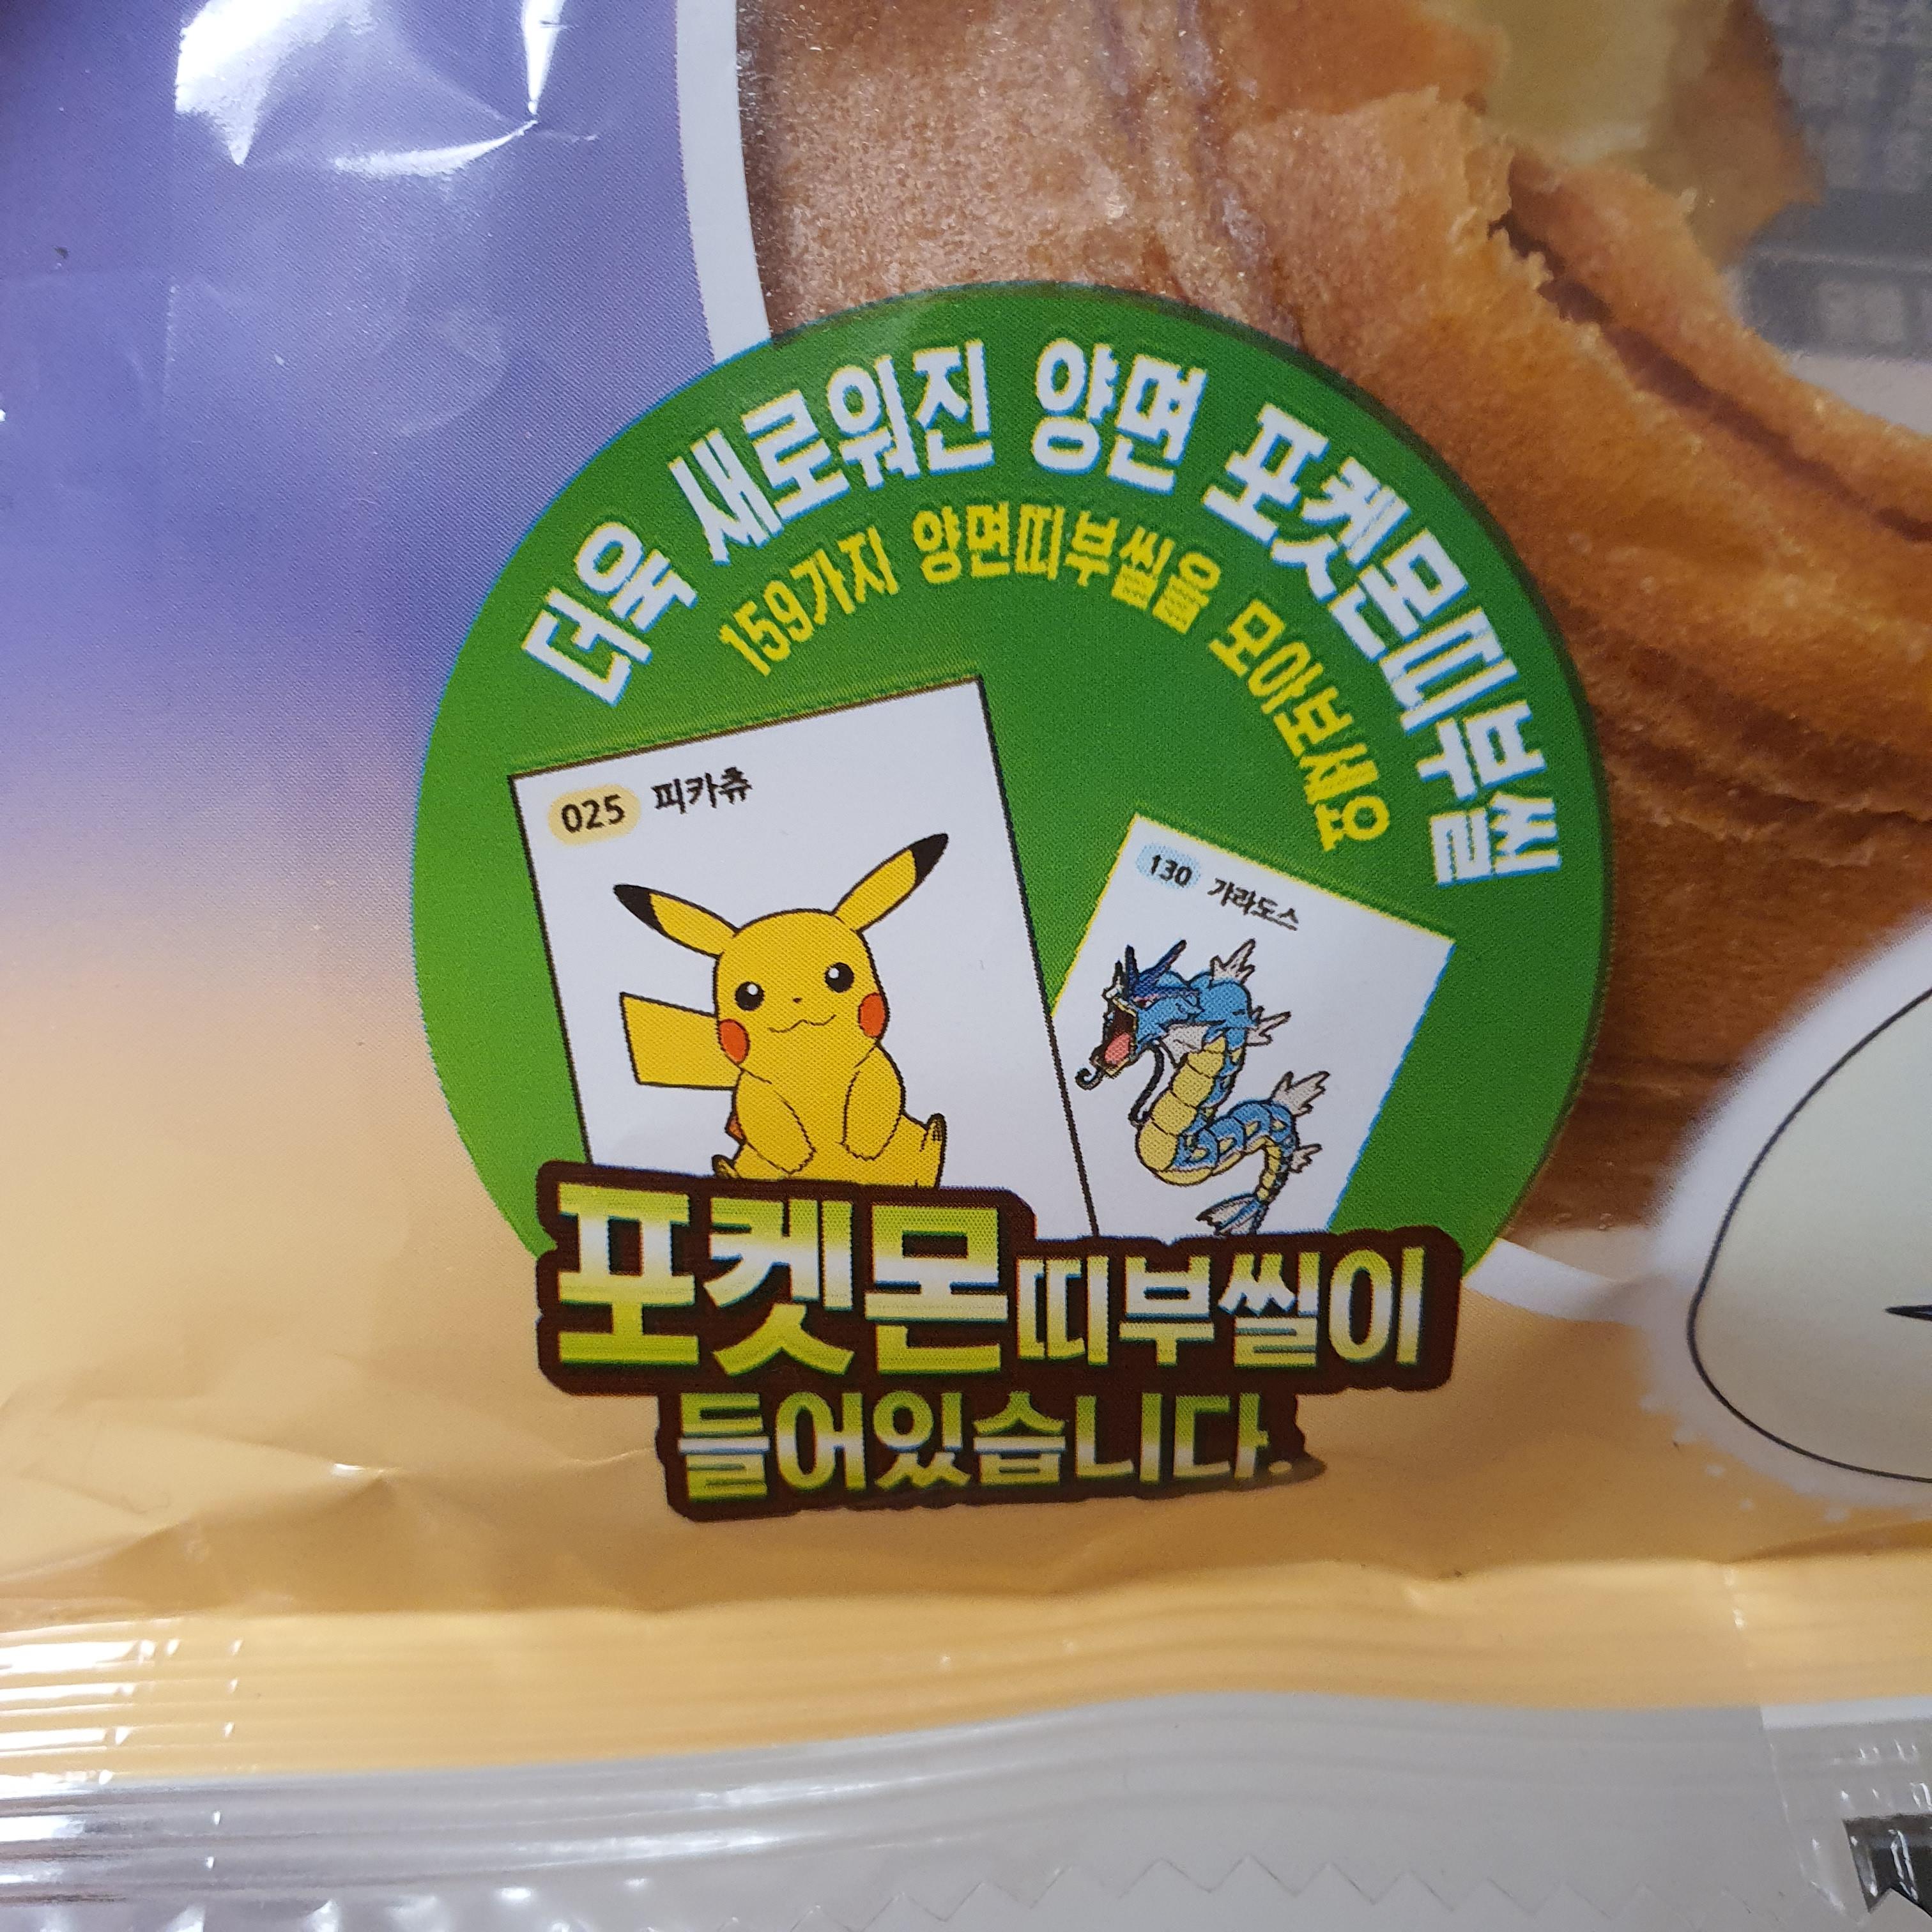 더욱 새로워진 양면 포켓몬띠부씰
159가지 양면띠부씰을 모아보세요
025 피카츄
130 갸라도스
포켓몬띠부씰이
들어있습니다.